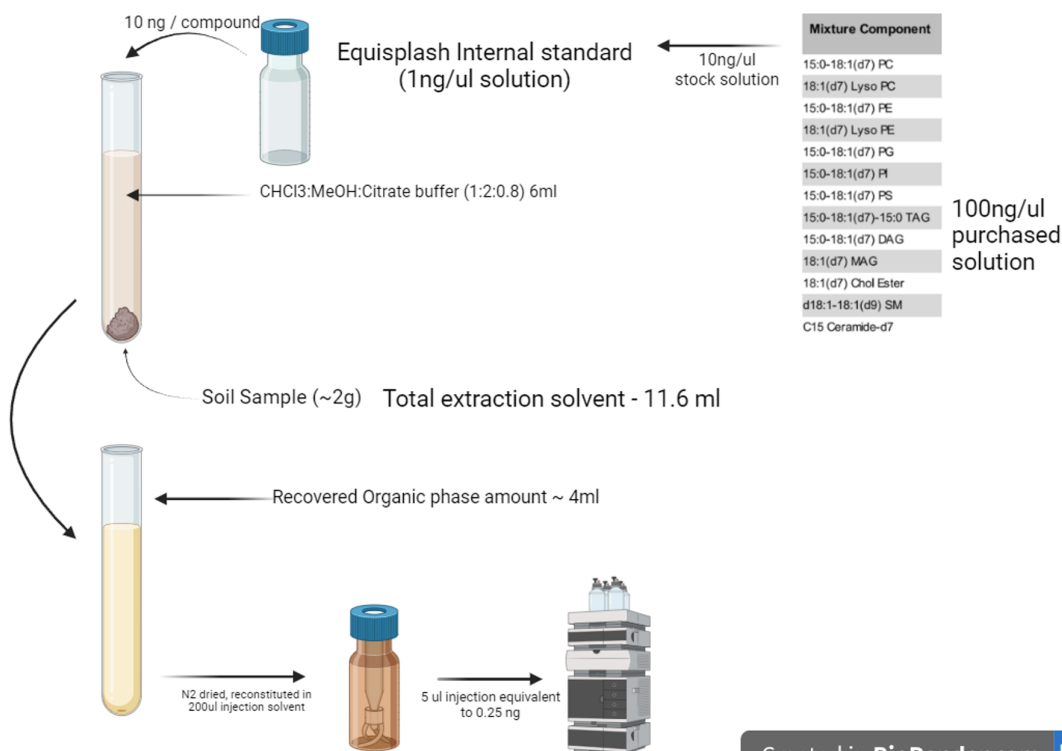 10 ng / compound
Equisplash Internal standard
(1ng/ul solution)
10ng/ul
stock solution
Mixture Component
15:0-18:1(d7) PC
18:1(d7) Lyso PC
15:0-18:1(d7) PE
18:1(d7) Lyso PE
15:0-18:1(d7) PG
15:0-18:1(d7) PI
15:0-18:1(d7) PS
15:0-18:1(d7)-15:0 TAG
15:0-18:1(d7) DAG
18:1(d7) MAG
18:1(d7) Chol Ester
d18:1-18:1(d9) SM
C15 Ceramide-d7
100ng/ul
purchased
solution
CHCl3:MeOH:Citrate buffer (1:2:0.8) 6ml
Soil Sample (~2g)
Total extraction solvent - 11.6 ml
Recovered Organic phase amount ~ 4ml
N2 dried, reconstituted in
200ul injection solvent
5 ul injection equivalent
to 0.25 ng